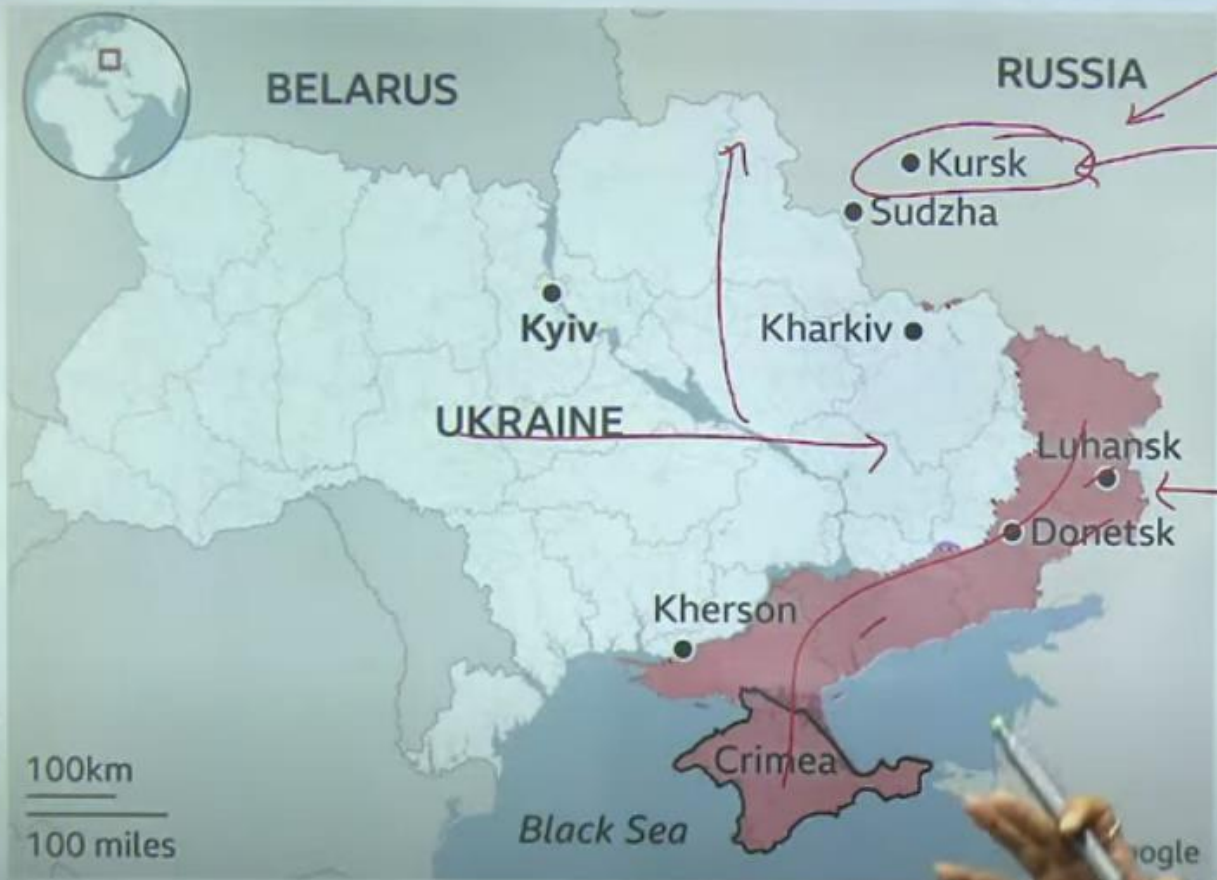 BELARUS
RUSSIA
Kursk
Sudzha
Kyiv
Kharkiv
UKRAINE
Luhansk
Donetsk
Kherson
Crimea
100km
100 miles
Black Sea